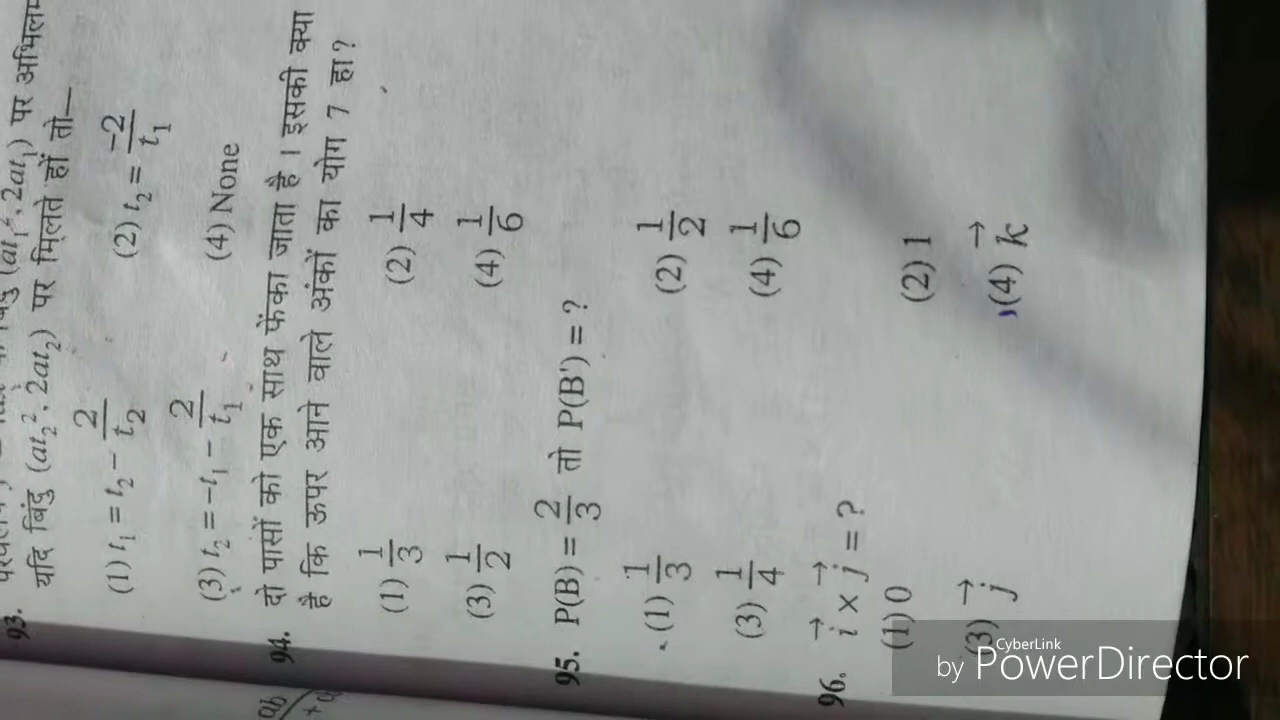 93.
बिंदु (at₁², 2at₁) पर
यदि बिंदु (at₂², 2at₂) पर मिलते हों तो—
(1) t₁ = t₂ − 2/t₂ (2) t₂ = −2/t₁
(3) t₂ = −t₁ − 2/t₁ (4) None
94. दो पासों को एक साथ फेंका जाता है । इसकी क्या
है कि ऊपर आने वाले अंकों का योग 7 हा ?
(1) 1/3 (2) 1/4
(3) 1/2 (4) 1/6
95. P(B) = 2/3 तो P(B') = ?
(1) 1/3 (2) 1/2
(3) 1/4 (4) 1/6
96. i⃗ × j⃗ = ?
(1) 0 (2) 1
(3) j⃗ (4) k⃗
CyberLink
by PowerDirector